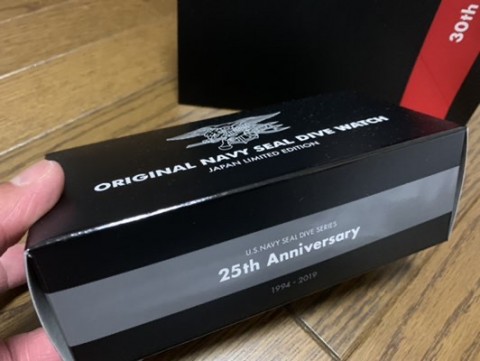 30th
ORIGINAL NAVY SEAL DIVE WATCH
JAPAN LIMITED EDITION
U.S. NAVY SEAL DIVE SERIES
25th Anniversary
1994 - 2019